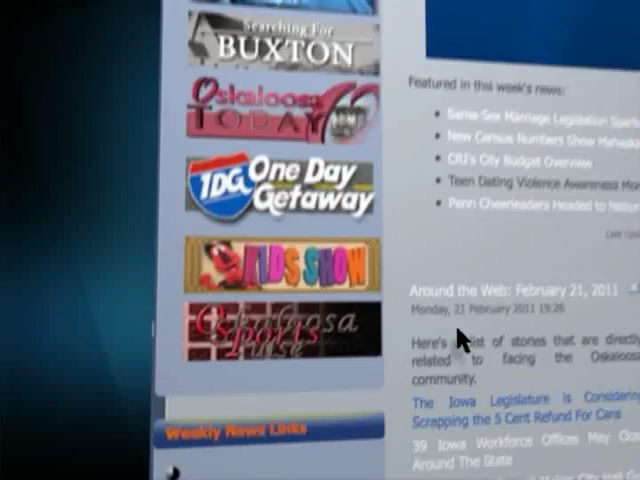 Searching For
BUXTON
Oskaloosa
TODAY
1DG One Day
Getaway
KIDS SHOW
Oskaloosa
Sports
Pulse
Weekly News Links
Featured in this week's news:
Same-Sex Marriage Legislation
New Census Numbers Show
CRI's City Budget Overview
Teen Dating Violence Awareness
Penn Cheerleaders Headed to
Last
Around the Web: February 21, 2011
Monday, 21 February 2011 19:26
Here's of stories that are directly
related to facing the Oskaloosa
community.
The Iowa Legislature is Considering
Scrapping the 5 Cent Refund For Cans
39 Iowa Workforce Offices May Close
Around The State